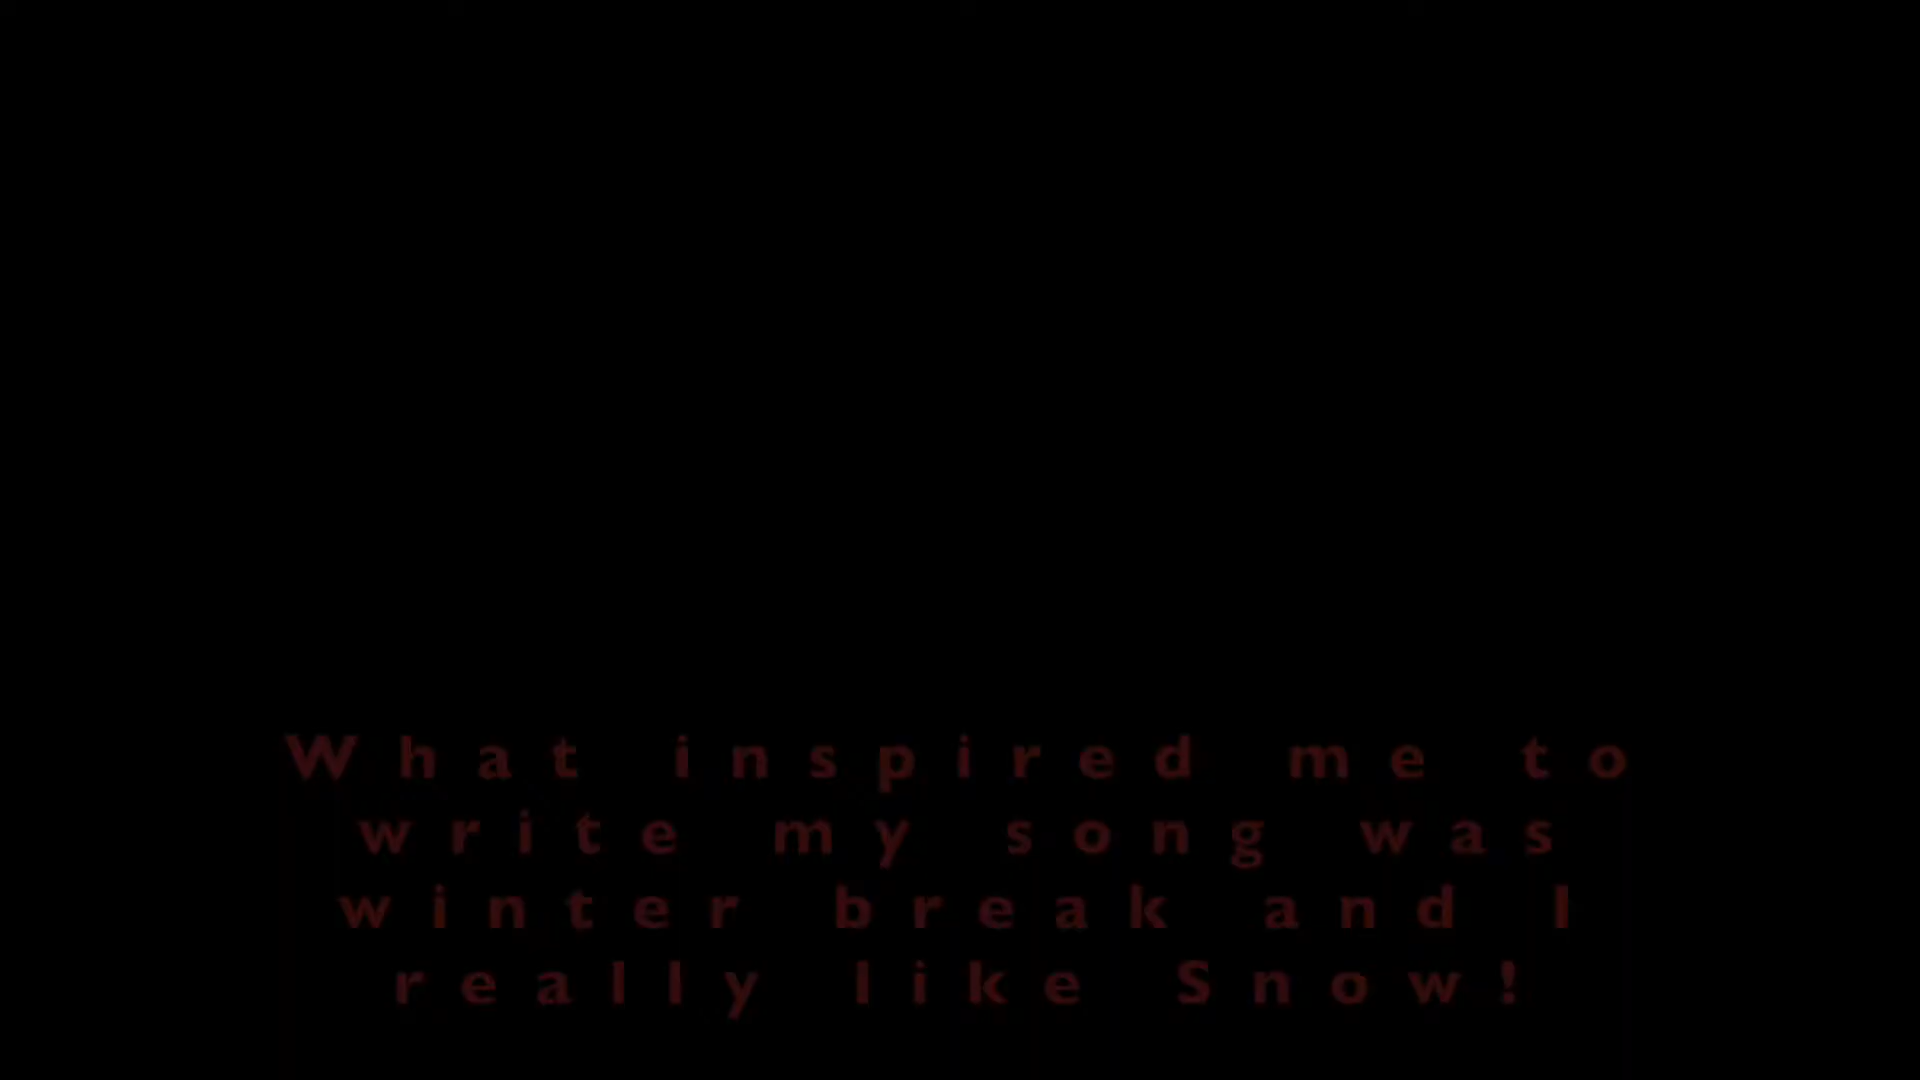 What inspired me to
write my song was
winter break and I
really like Snow!